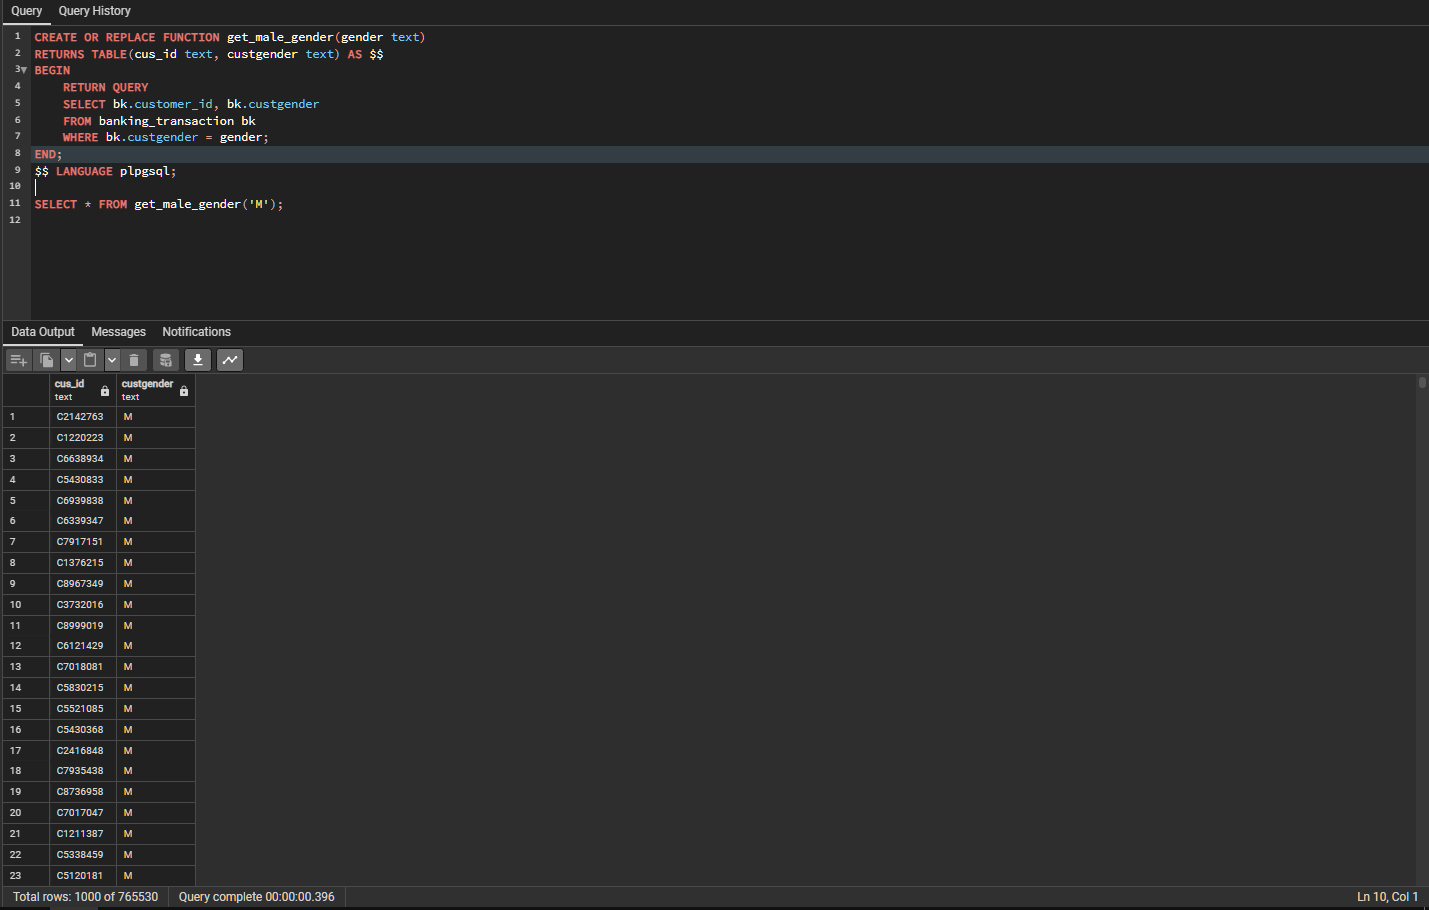 Query Query History
1 CREATE OR REPLACE FUNCTION get_male_gender(gender text)
2 RETURNS TABLE(cus_id text, custgender text) AS $$
3 BEGIN
4 RETURN QUERY
5 SELECT bk.customer_id, bk.custgender
6 FROM banking_transaction bk
7 WHERE bk.custgender = gender;
8 END;
9 $$ LANGUAGE plpgsql;
10
11 SELECT * FROM get_male_gender('M');
12
Data Output Messages Notifications
cus_id custgender
text text
1 C2142763 M
2 C1220223 M
3 C6638934 M
4 C5430833 M
5 C6939838 M
6 C6339347 M
7 C7917151 M
8 C1376215 M
9 C8967349 M
10 C3732016 M
11 C8999019 M
12 C6121429 M
13 C7018081 M
14 C5830215 M
15 C5521085 M
16 C5430368 M
17 C2416848 M
18 C7935438 M
19 C8736958 M
20 C7017047 M
21 C1211387 M
22 C5338459 M
23 C5120181 M
Total rows: 1000 of 765530 Query complete 00:00:00.396 Ln 10, Col 1